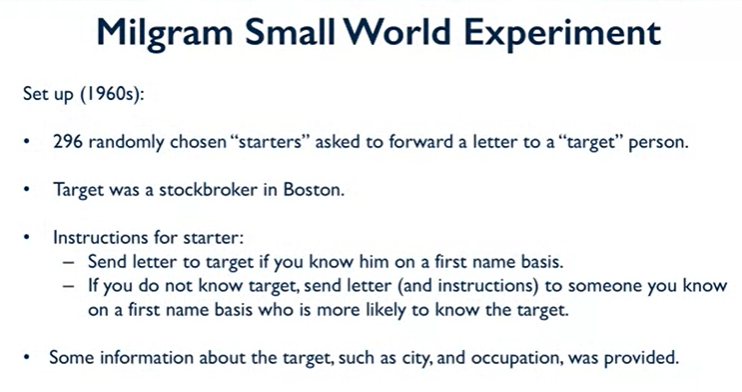 Milgram Small World Experiment
Set up (1960s):
• 296 randomly chosen “starters” asked to forward a letter to a “target” person.
• Target was a stockbroker in Boston.
• Instructions for starter:
– Send letter to target if you know him on a first name basis.
– If you do not know target, send letter (and instructions) to someone you know
on a first name basis who is more likely to know the target.
• Some information about the target, such as city, and occupation, was provided.